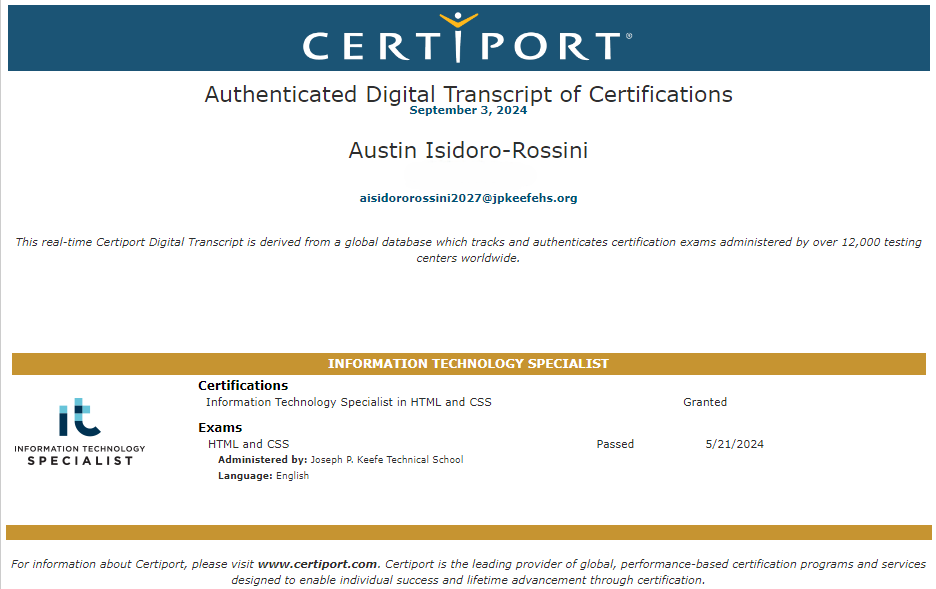 CERTIPORT®
Authenticated Digital Transcript of Certifications
September 3, 2024
Austin Isidoro-Rossini
aisidororossini2027@jpkeefehs.org
This real-time Certiport Digital Transcript is derived from a global database which tracks and authenticates certification exams administered by over 12,000 testing
centers worldwide.
INFORMATION TECHNOLOGY SPECIALIST
it
INFORMATION TECHNOLOGY
SPECIALIST
Certifications
Information Technology Specialist in HTML and CSS Granted
Exams
HTML and CSS Passed 5/21/2024
Administered by: Joseph P. Keefe Technical School
Language: English
For information about Certiport, please visit www.certiport.com. Certiport is the leading provider of global, performance-based certification programs and services
designed to enable individual success and lifetime advancement through certification.